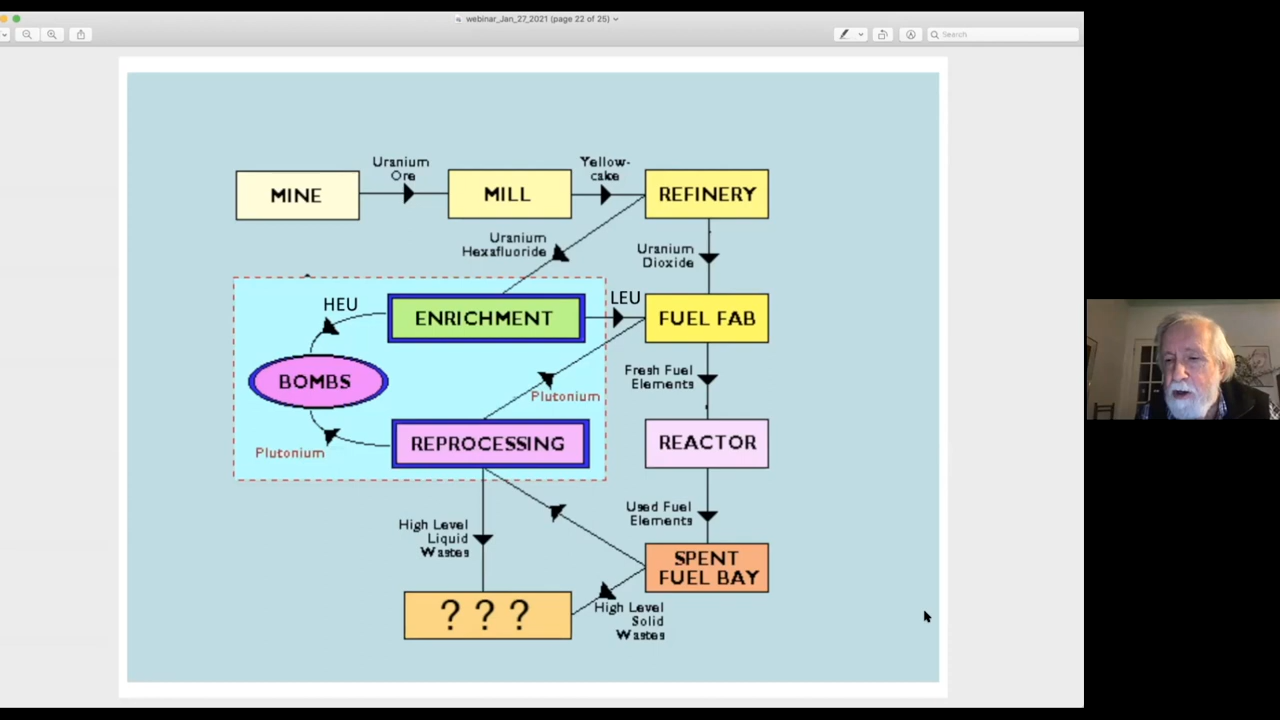 webinar_Jan_27_2021 (page 22 of 25)
Search
Uranium
Ore
Yellow-
cake
MINE
MILL
REFINERY
Uranium
Hexafluoride
Uranium
Dioxide
HEU
ENRICHMENT
LEU
FUEL FAB
BOMBS
Fresh Fuel
Elements
Plutonium
Plutonium
REPROCESSING
REACTOR
High Level
Liquid
Wastes
Used Fuel
Elements
SPENT
FUEL BAY
? ? ?
High Level
Solid
Wastes